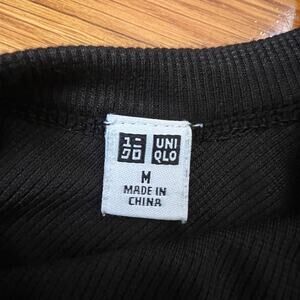 ユニ UNI
クロ QLO
M
MADE IN
CHINA